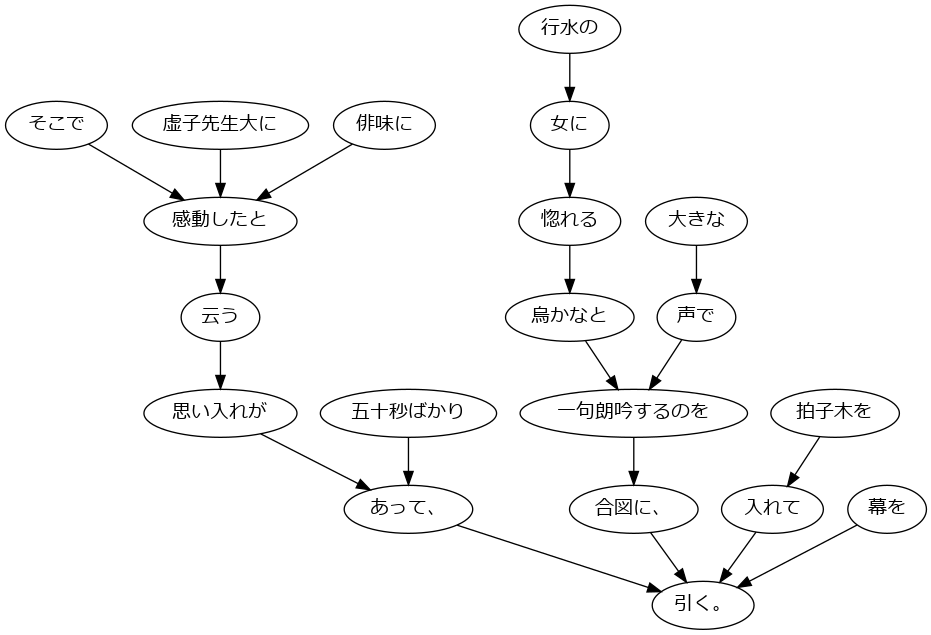 行水の
そこで
虚子先生大に
俳味に
女に
感動したと
惚れる
大きな
云う
烏かなと
声で
思い入れが
五十秒ばかり
一句朗吟するのを
拍子木を
あって、
合図に、
入れて
幕を
引く。